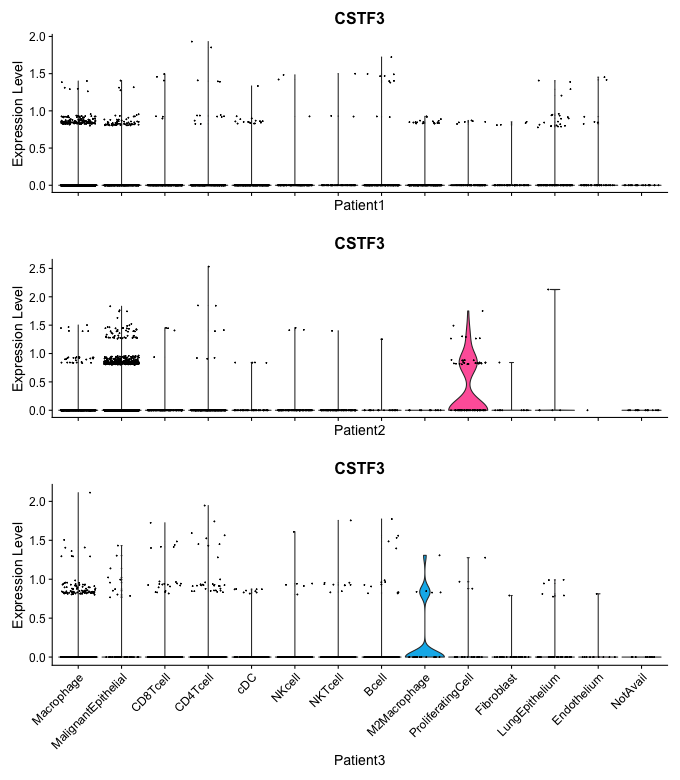 CSTF3
Expression Level
2.0
1.5
1.0
0.5
0.0
Patient1
CSTF3
Expression Level
2.5
2.0
1.5
1.0
0.5
0.0
Patient2
CSTF3
Expression Level
2.0
1.5
1.0
0.5
0.0
Macrophage
MalignantEpithelial
CD8Tcell
CD4Tcell
cDC
NKcell
NKTcell
Bcell
M2Macrophage
ProliferatingCell
Fibroblast
LungEpithelium
Endothelium
NotAvail
Patient3